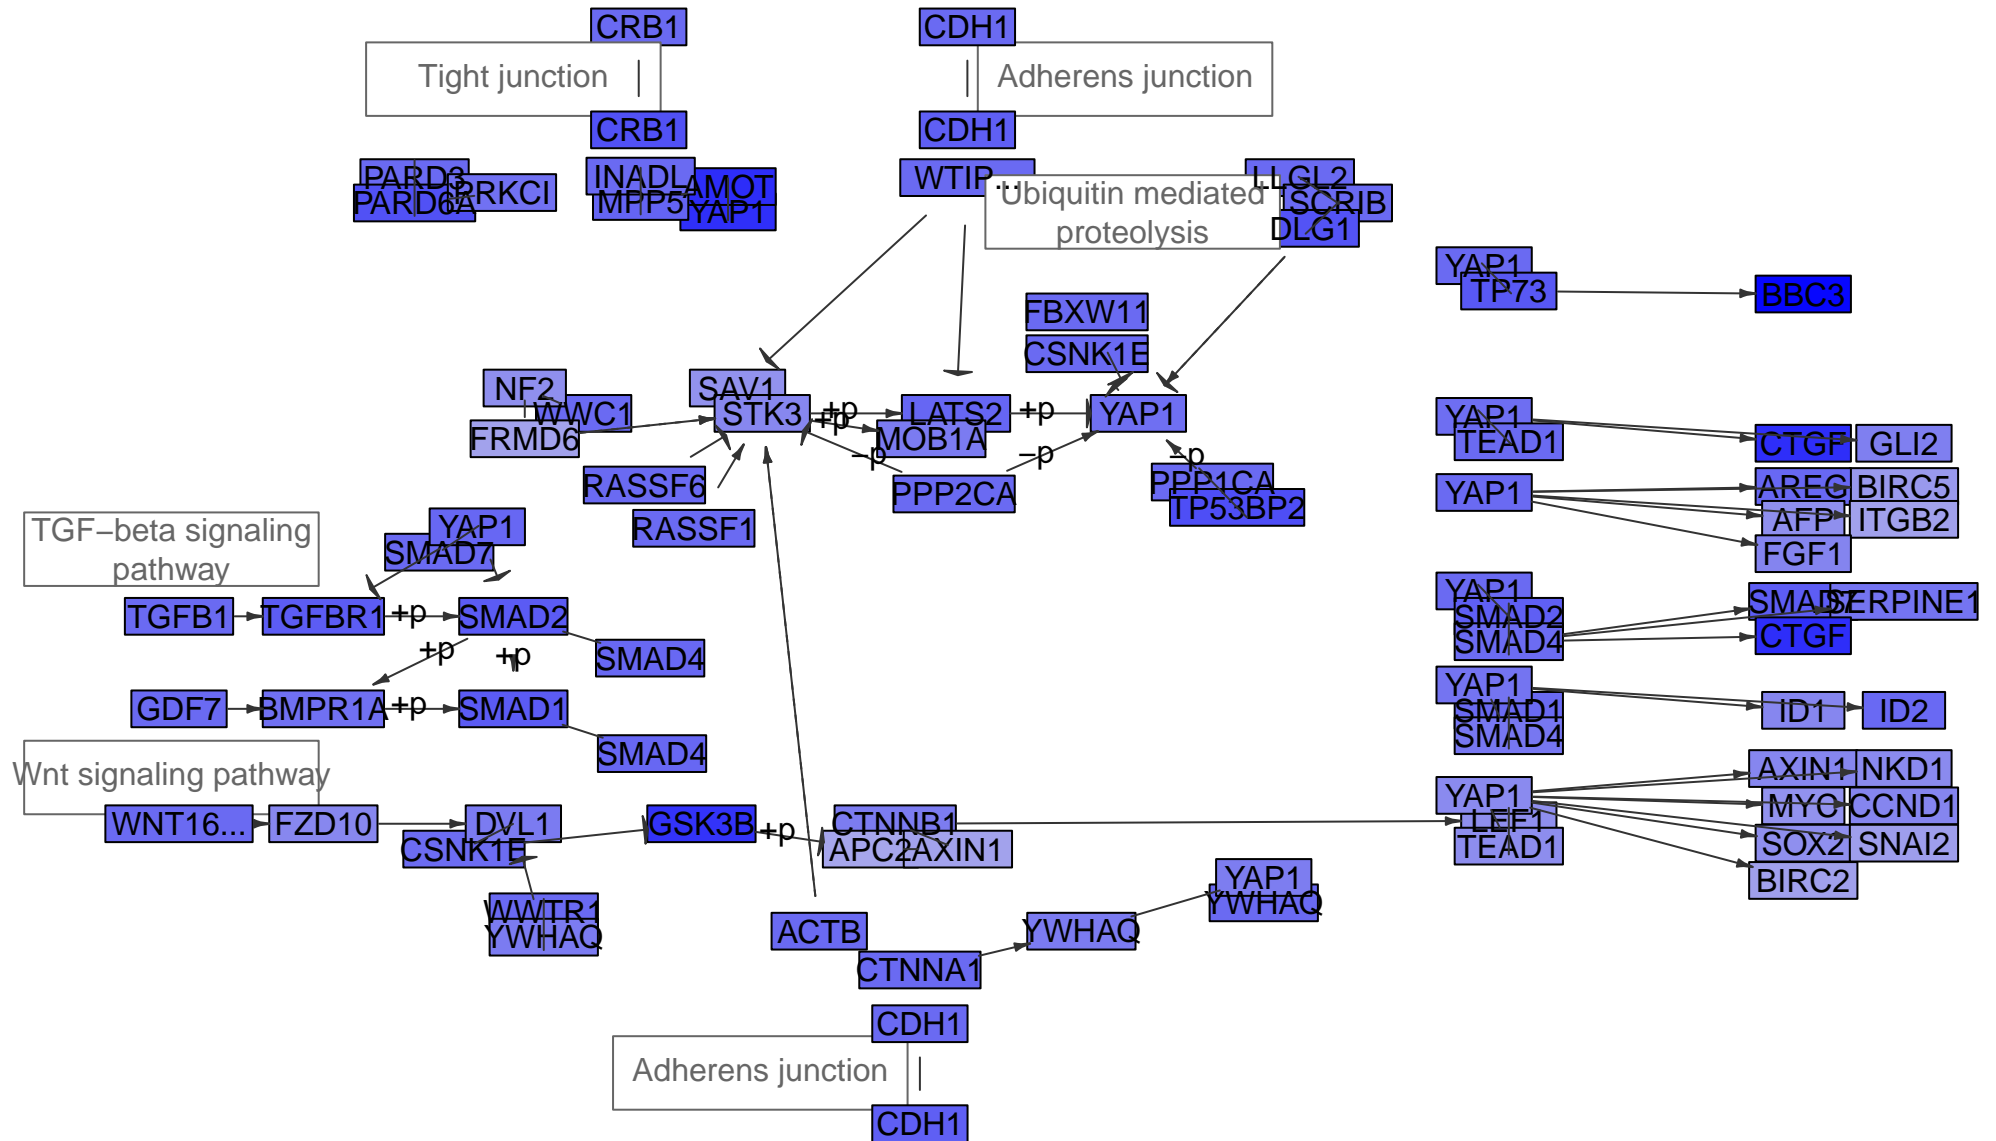 CRB1
CDH1
Tight junction
Adherens junction
CRB1
CDH1
PARD3
PRKCI
PARD6A
INADL
AMOT
MPP5
YAP1
WTIP...
LLGL2
Ubiquitin mediated
proteolysis
SCRIB
DLG1
YAP1
TP73
BBC3
FBXW11
CSNK1E
NF2
WWC1
FRMD6
SAV1
STK3
+p
+p
LATS2
MOB1A
+p
YAP1
YAP1
TEAD1
CTGF
GLI2
RASSF6
−p
−p
−p
PPP2CA
PPP1CA
TP53BP2
RASSF1
YAP1
AREG
BIRC5
AFP
ITGB2
FGF1
TGF−beta signaling
pathway
YAP1
SMAD7
TGFB1
TGFBR1
+p
SMAD2
+p
+p
SMAD4
YAP1
SMAD2
SMAD4
SMAD7
SERPINE1
CTGF
GDF7
BMPR1A
+p
SMAD1
SMAD4
YAP1
SMAD1
SMAD4
ID1
ID2
Wnt signaling pathway
WNT16...
FZD10
DVL1
CSNK1E
GSK3B
+p
CTNNB1
APC2
AXIN1
YAP1
LEF1
TEAD1
AXIN1
NKD1
MYC
CCND1
SOX2
SNAI2
BIRC2
WWTR1
YWHAQ
ACTB
CTNNA1
YWHAQ
YAP1
YWHAQ
CDH1
Adherens junction
CDH1